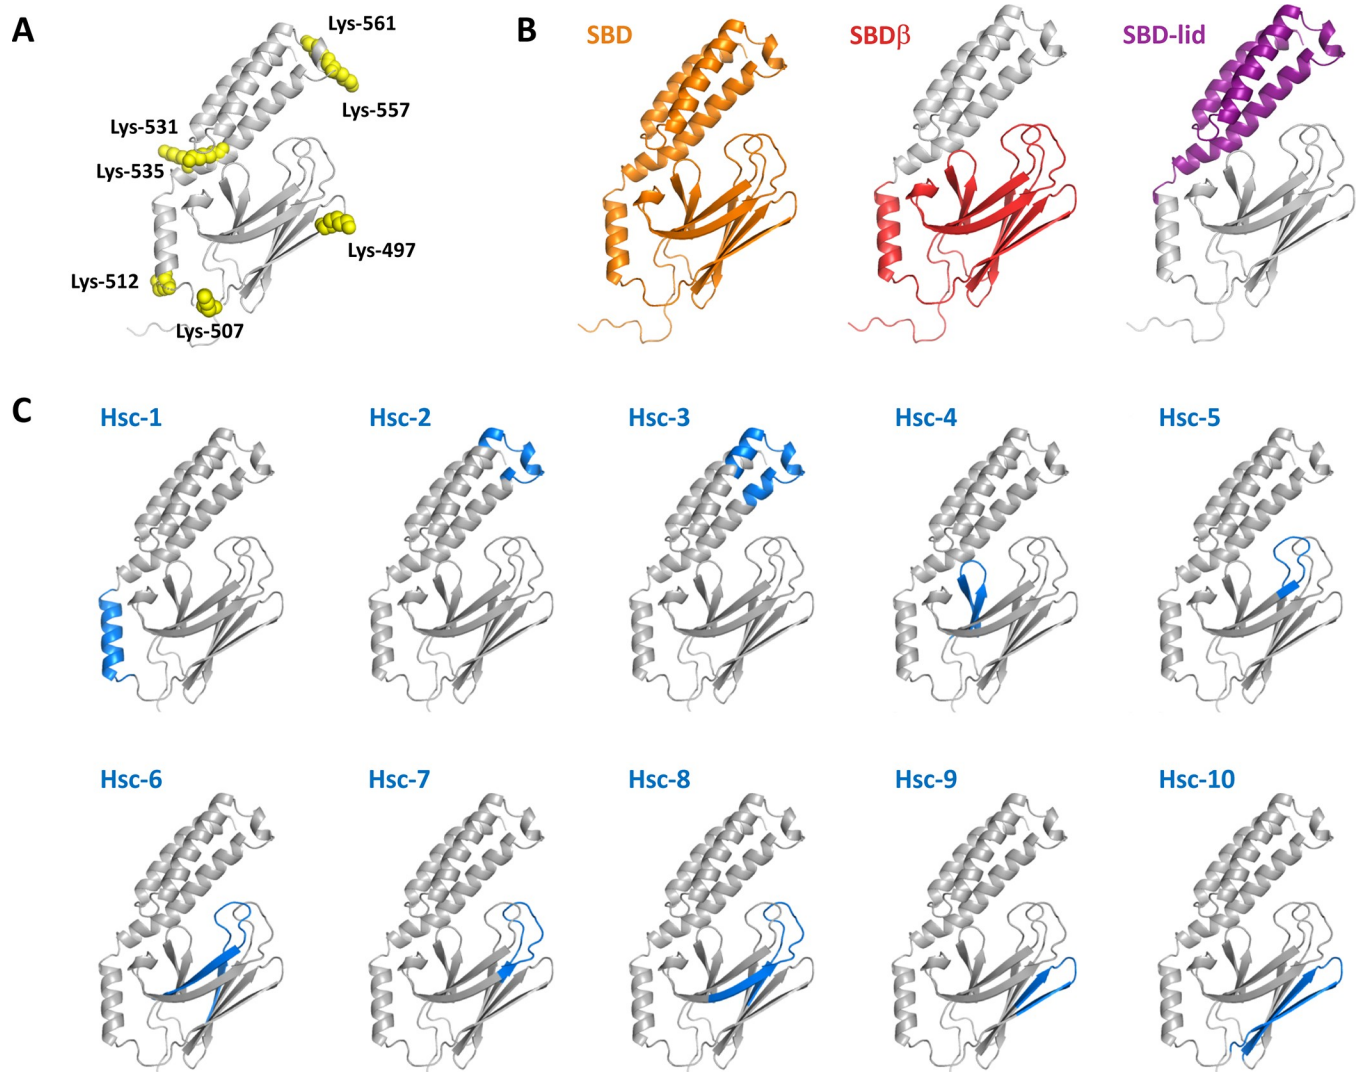 A
Lys-561
Lys-557
Lys-531
Lys-535
Lys-497
Lys-512
Lys-507
B
SBD
SBDβ
SBD-lid
C
Hsc-1
Hsc-2
Hsc-3
Hsc-4
Hsc-5
Hsc-6
Hsc-7
Hsc-8
Hsc-9
Hsc-10